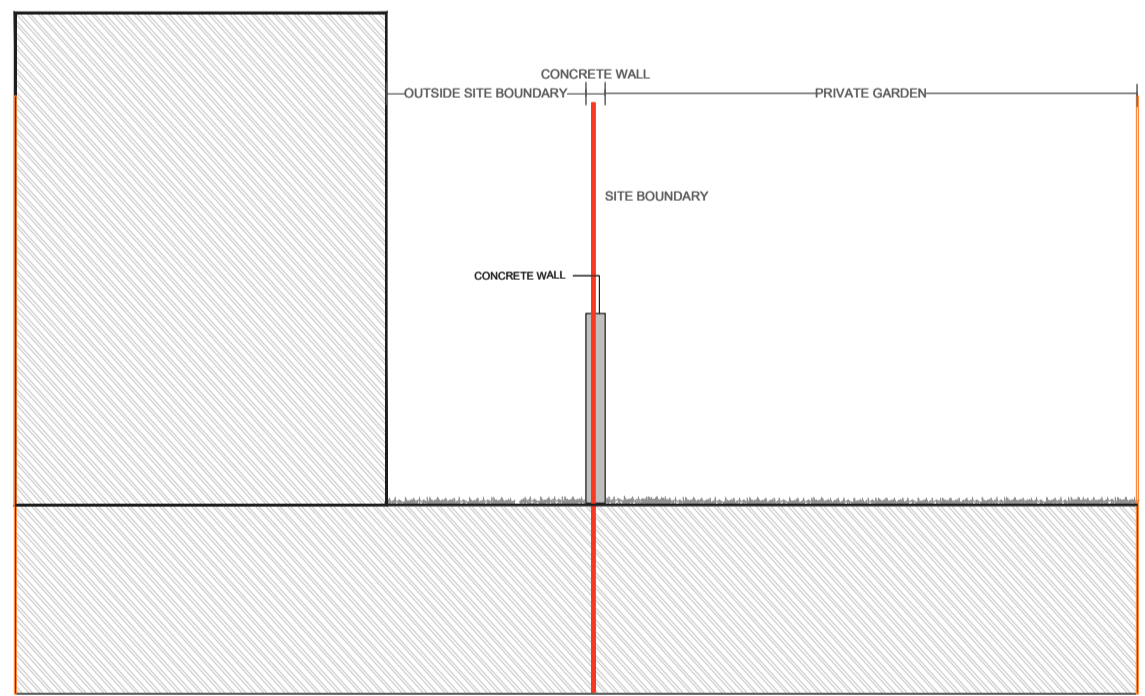 CONCRETE WALL
OUTSIDE SITE BOUNDARY
PRIVATE GARDEN
SITE BOUNDARY
CONCRETE WALL